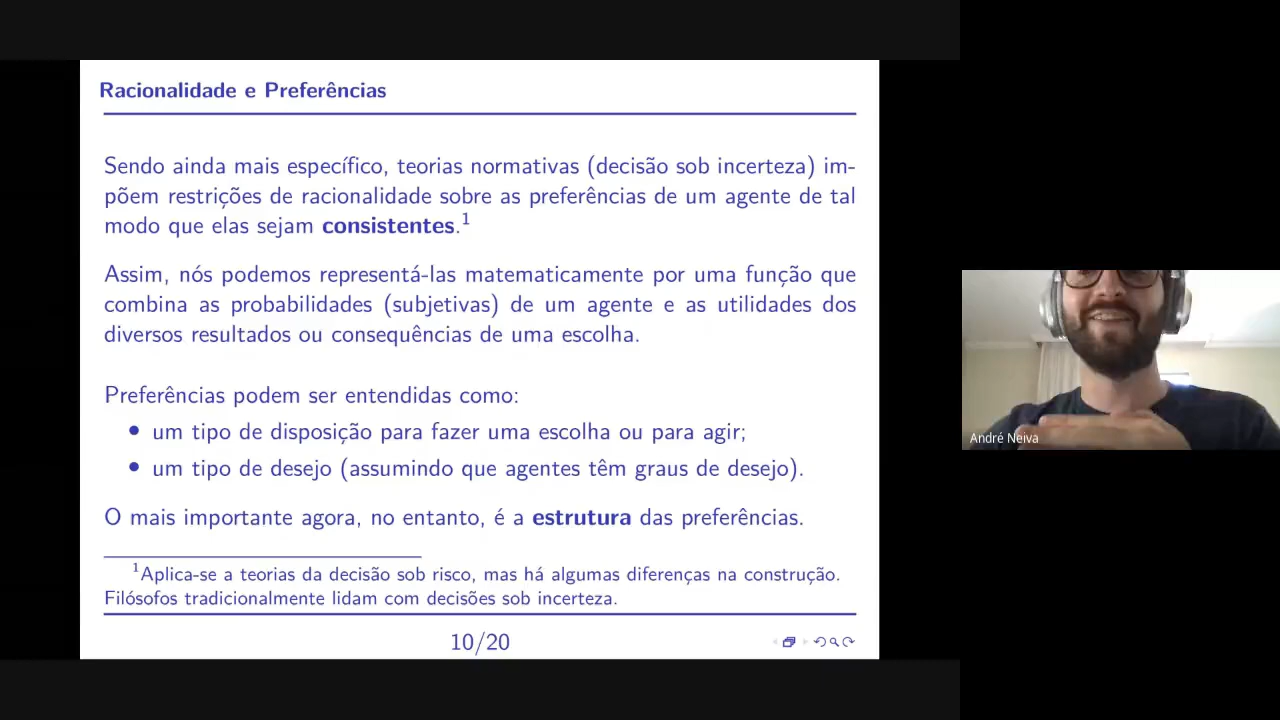 Racionalidade e Preferências
Sendo ainda mais específico, teorias normativas (decisão sob incerteza) im-
põem restrições de racionalidade sobre as preferências de um agente de tal
modo que elas sejam consistentes.1
Assim, nós podemos representá-las matematicamente por uma função que
combina as probabilidades (subjetivas) de um agente e as utilidades dos
diversos resultados ou consequências de uma escolha.
Preferências podem ser entendidas como:
• um tipo de disposição para fazer uma escolha ou para agir;
• um tipo de desejo (assumindo que agentes têm graus de desejo).
O mais importante agora, no entanto, é a estrutura das preferências.
1Aplica-se a teorias da decisão sob risco, mas há algumas diferenças na construção.
Filósofos tradicionalmente lidam com decisões sob incerteza.
10/20
André Neiva